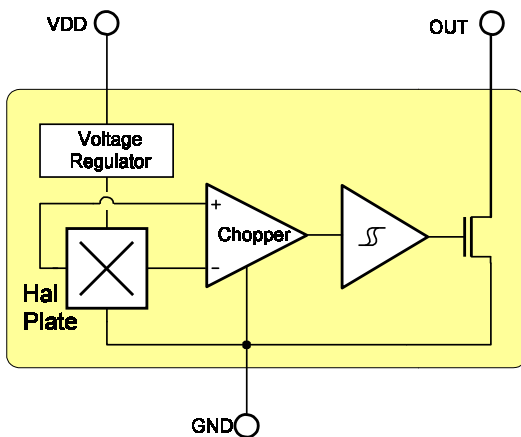 VDD
OUT
Voltage
Regulator
+
Chopper
-
Hal
Plate
GND